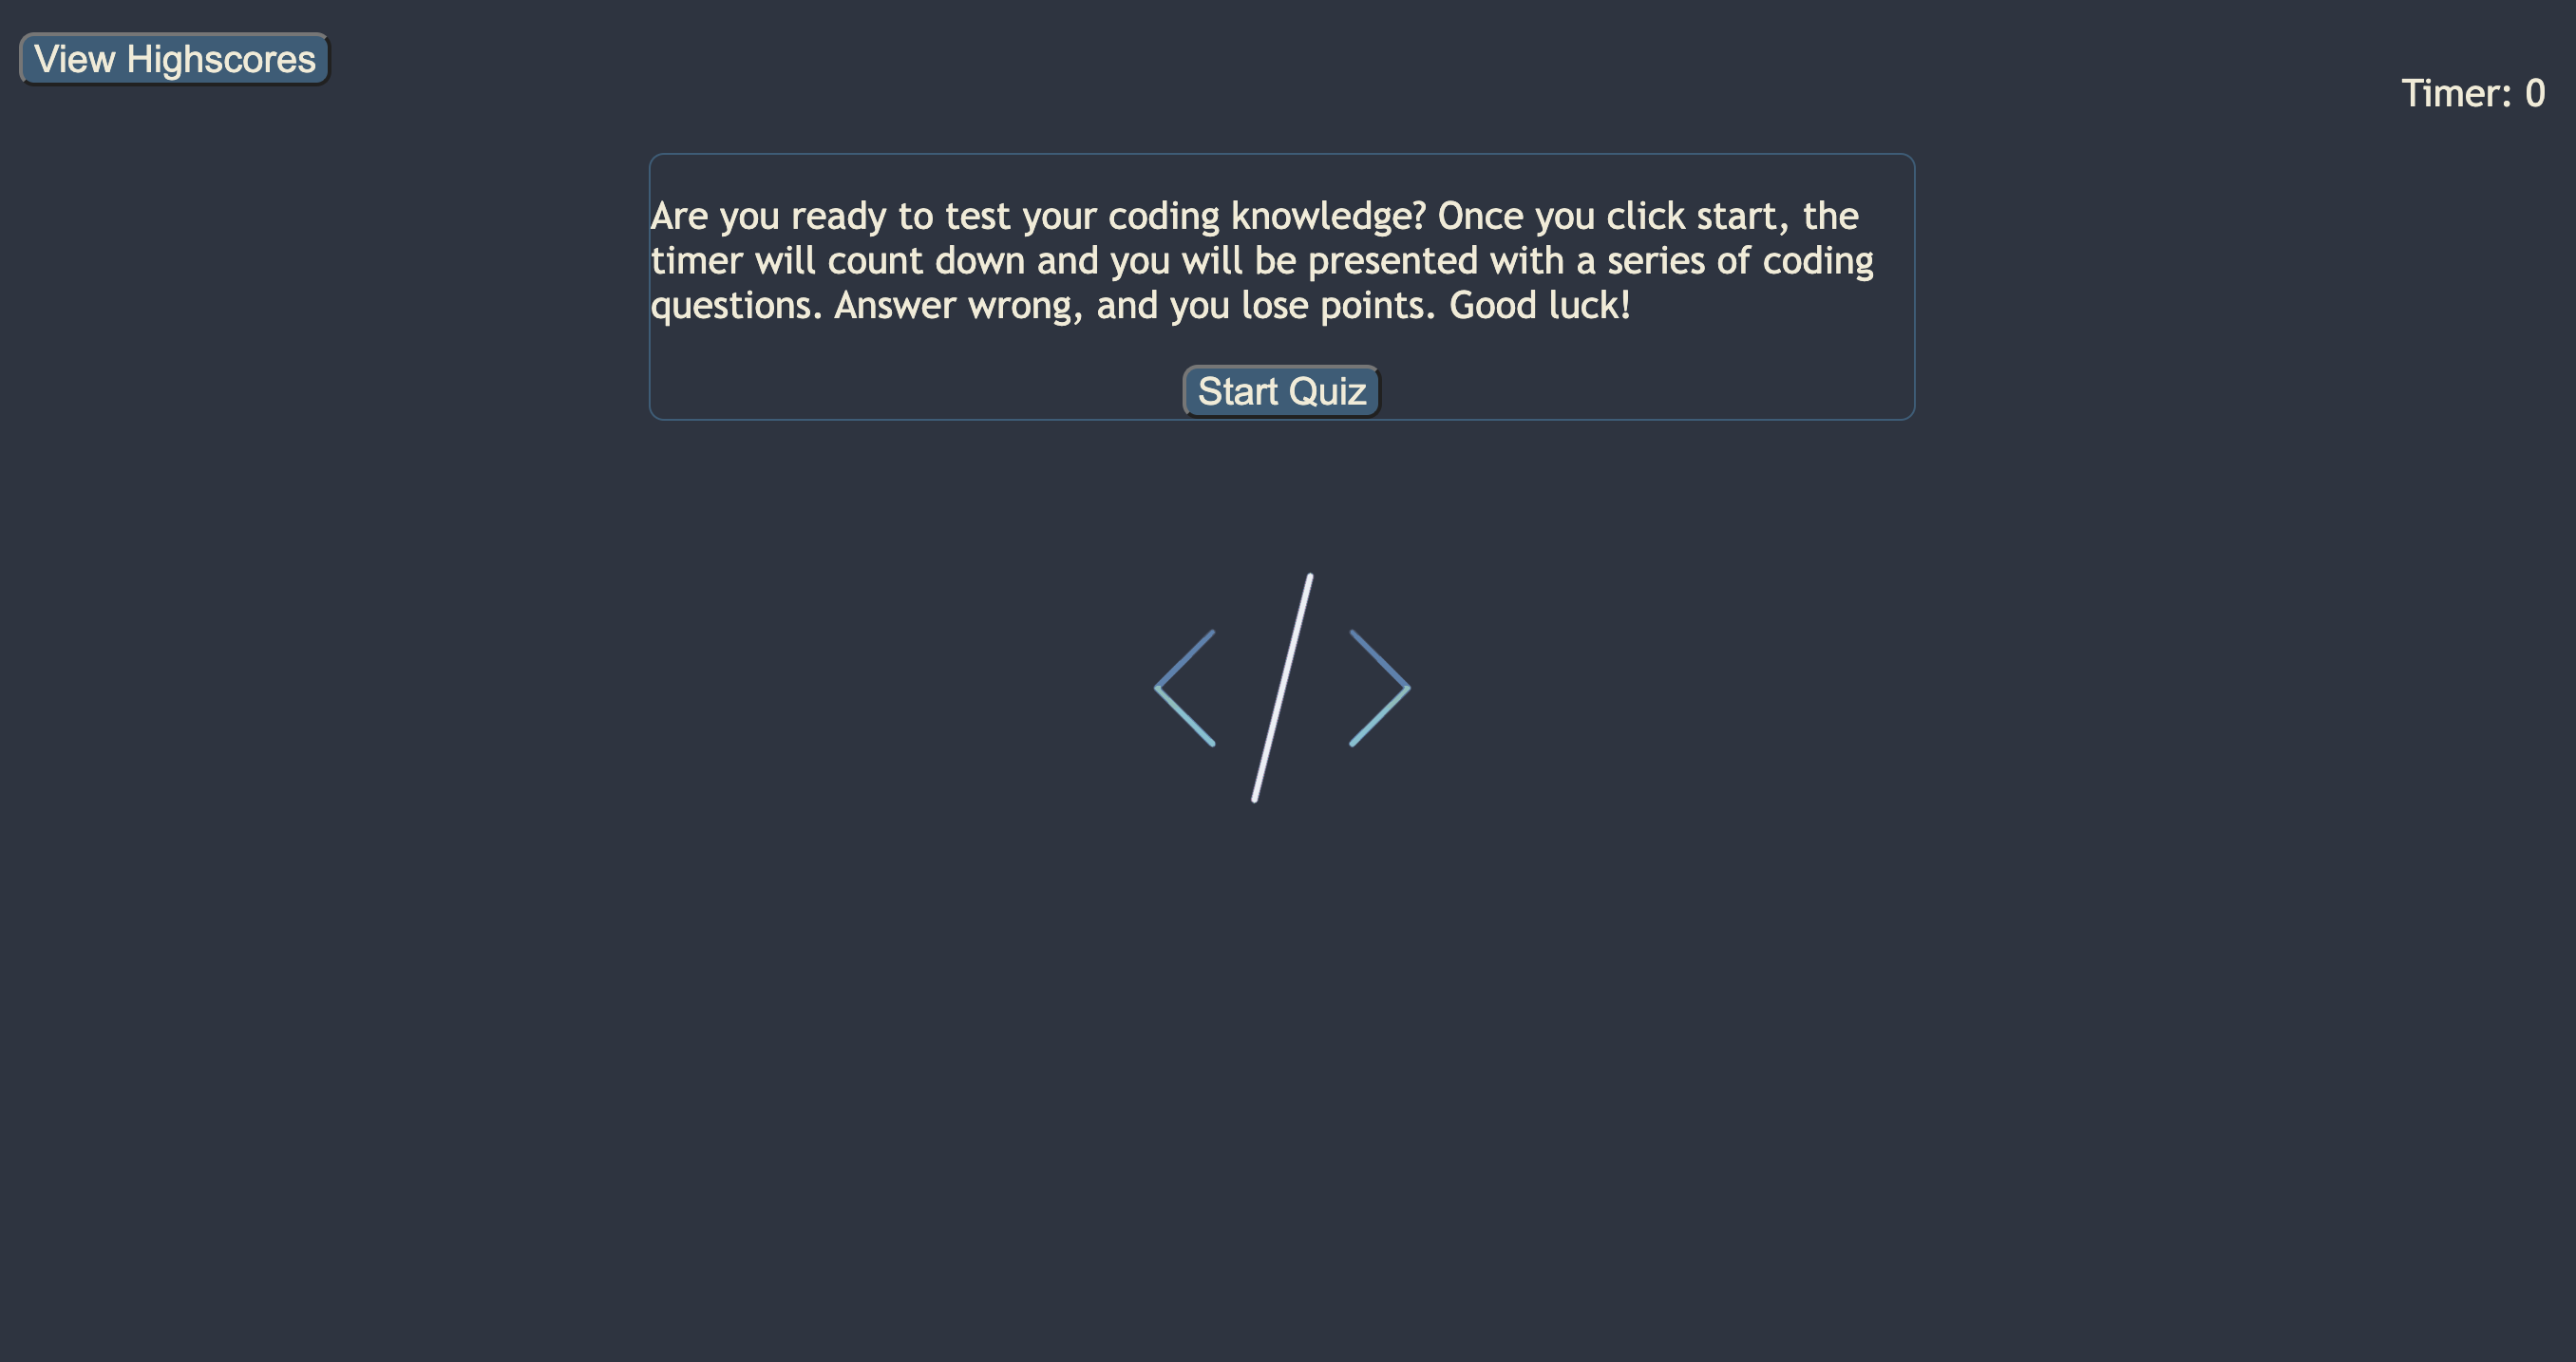 View Highscores
Timer: 0
Are you ready to test your coding knowledge? Once you click start, the
timer will count down and you will be presented with a series of coding
questions. Answer wrong, and you lose points. Good luck!
Start Quiz
</>